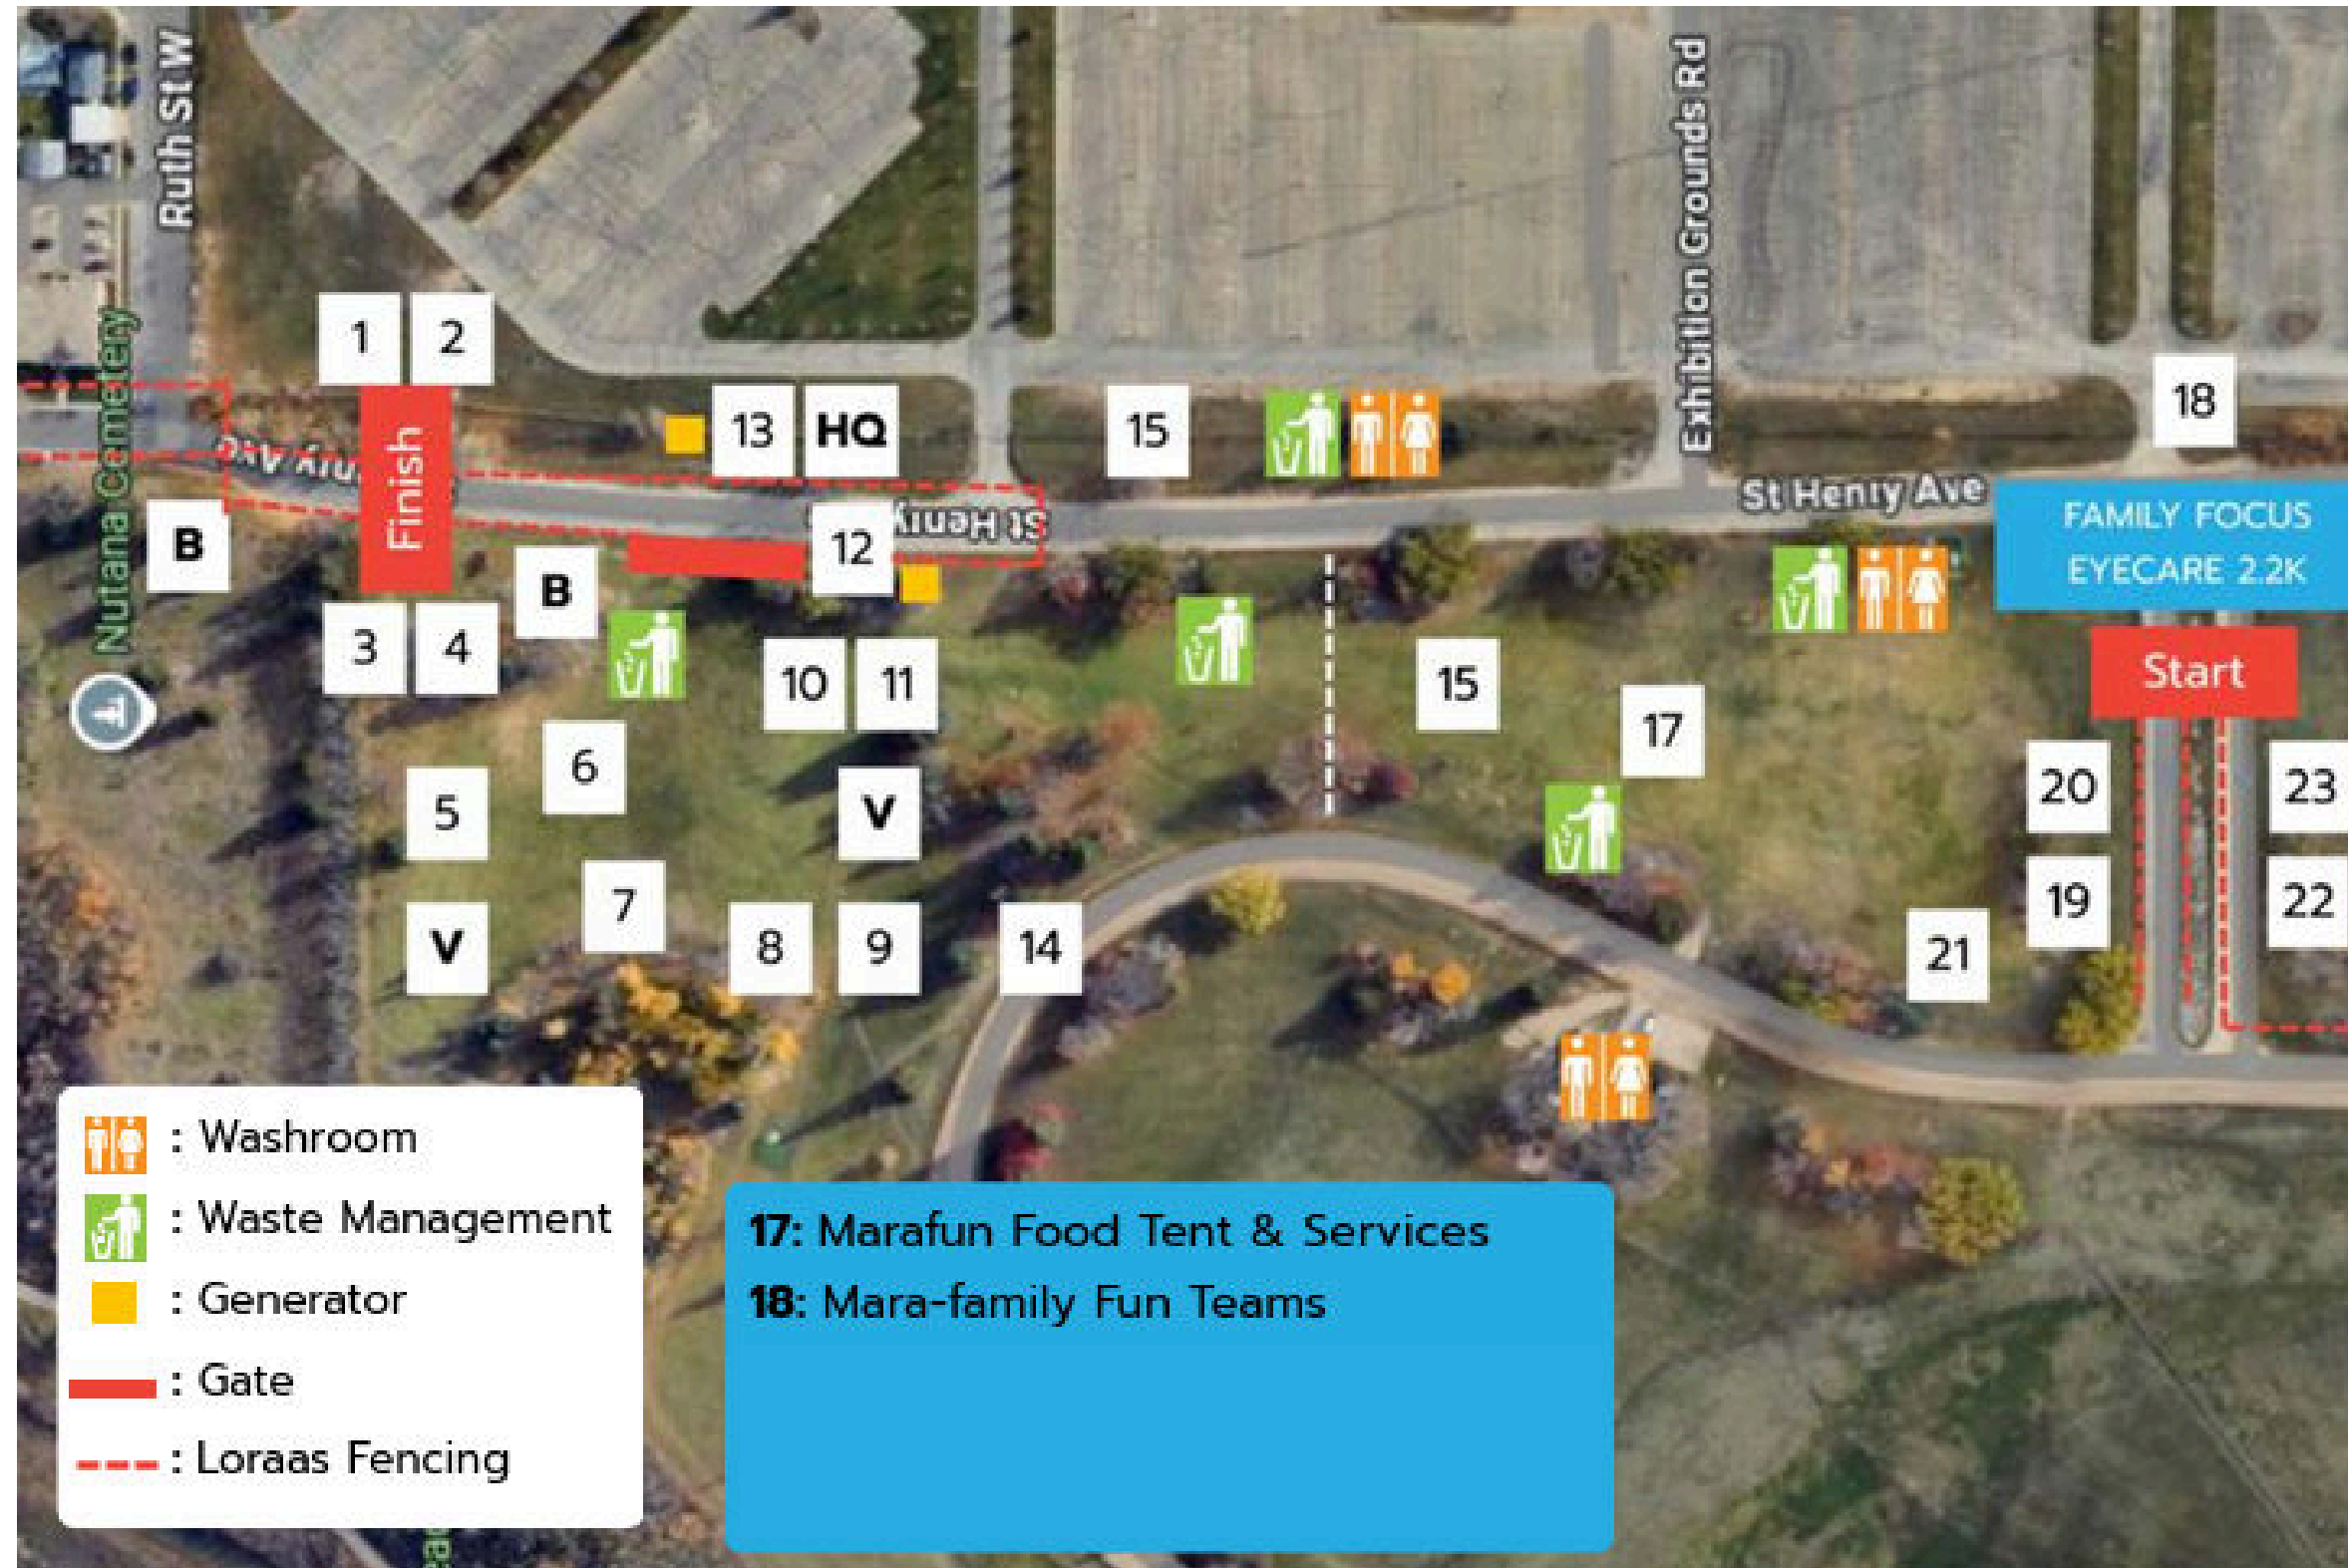 Ruth St W
Exhibition Grounds Rd
Nutana Cemetery
1
2
18
13
HQ
15
Finish
St Henry Ave
FAMILY FOCUS
EYECARE 2.2K
B
12
St Henry
B
Start
3
4
10
11
15
17
6
20
23
5
V
7
19
22
V
8
9
14
21
: Washroom
: Waste Management
: Generator
: Gate
: Loraas Fencing
17: Marafun Food Tent & Services
18: Mara-family Fun Teams